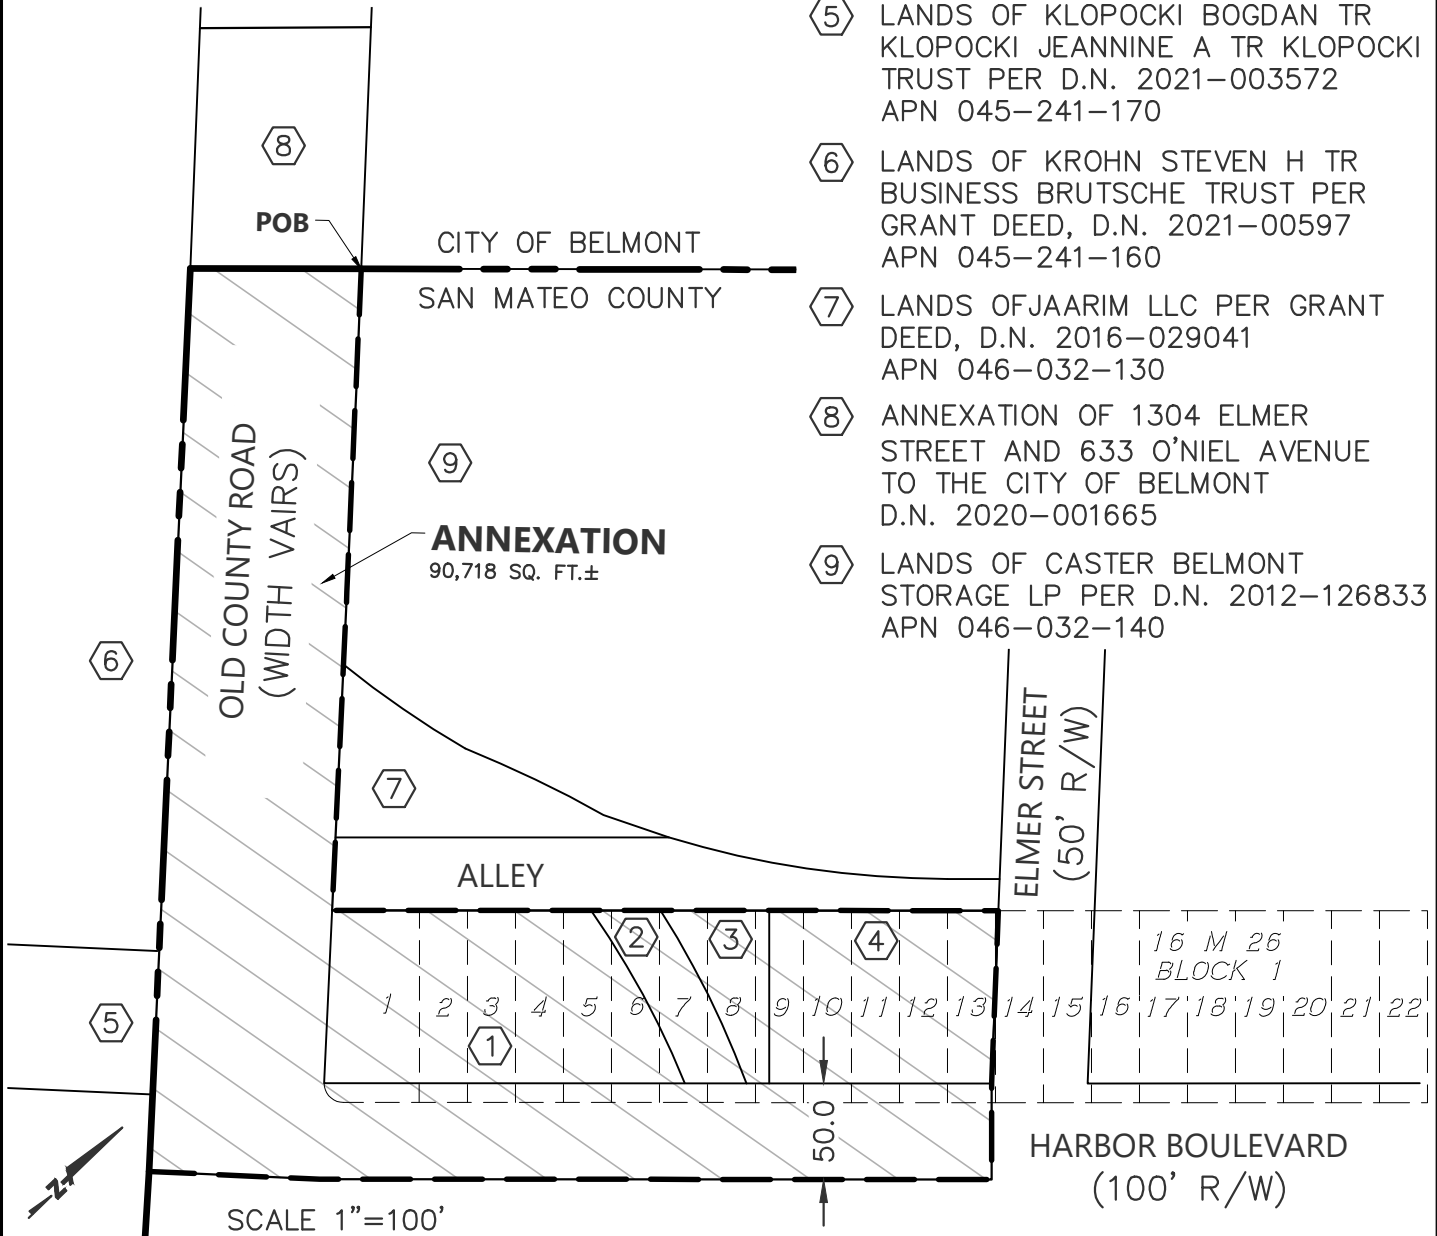 5 LANDS OF KLOPOCKI BOGDAN TR
KLOPOCKI JEANNINE A TR KLOPOCKI
TRUST PER D.N. 2021-003572
APN 045-241-170
6 LANDS OF KROHN STEVEN H TR
BUSINESS BRUTSCHE TRUST PER
GRANT DEED, D.N. 2021-00597
APN 045-241-160
7 LANDS OFJAARIM LLC PER GRANT
DEED, D.N. 2016-029041
APN 046-032-130
8 ANNEXATION OF 1304 ELMER
STREET AND 633 O'NIEL AVENUE
TO THE CITY OF BELMONT
D.N. 2020-001665
9 LANDS OF CASTER BELMONT
STORAGE LP PER D.N. 2012-126833
APN 046-032-140
8
POB
CITY OF BELMONT
SAN MATEO COUNTY
9
ANNEXATION
90,718 SQ. FT.±
OLD COUNTY ROAD
(WIDTH VAIRS)
6
7
ALLEY
ELMER STREET
(50' R/W)
2 3 4
16 M 26
BLOCK 1
1 2 3 4 5 6 7 8 9 10 11 12 13 14 15 16 17 18 19 20 21 22
5
1
50.0
HARBOR BOULEVARD
(100' R/W)
N
SCALE 1"=100'